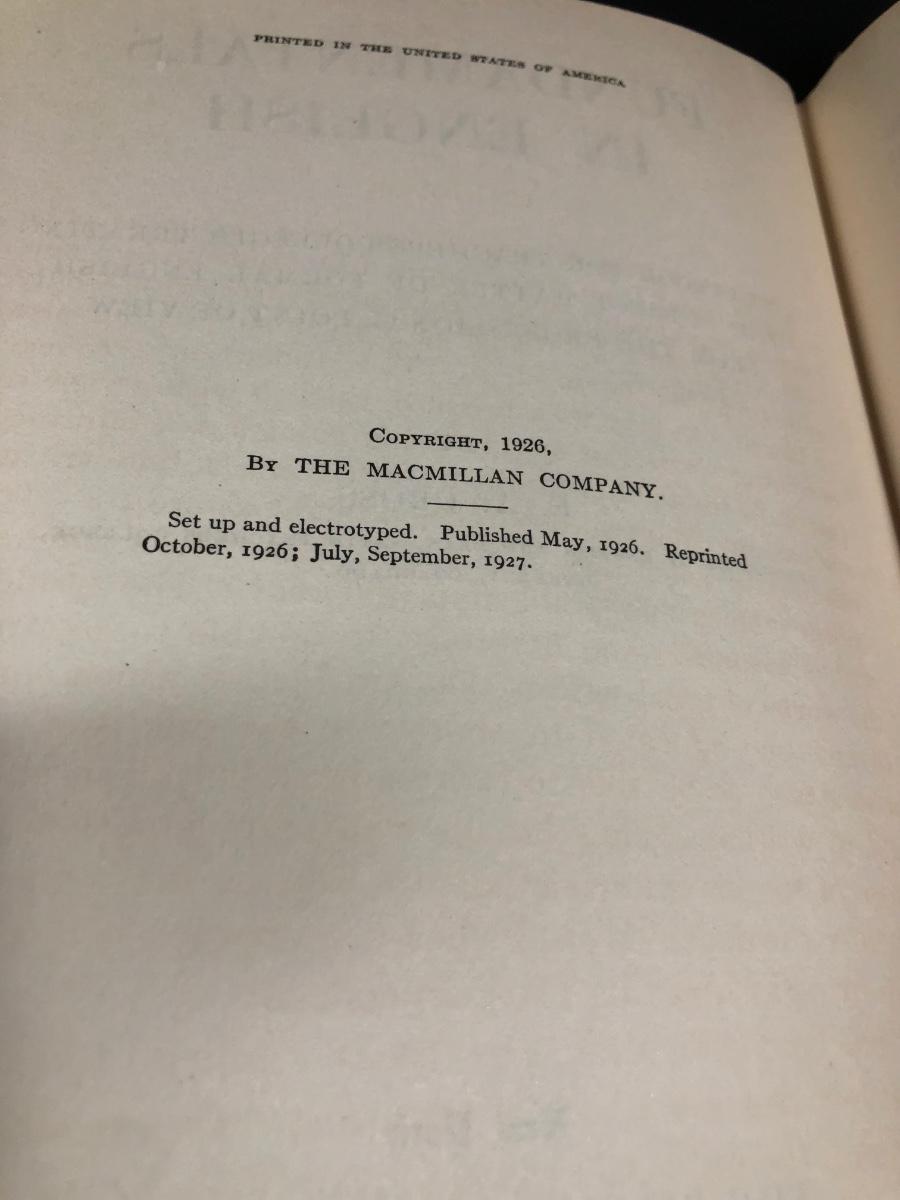 PRINTED IN THE UNITED STATES OF AMERICA
COPYRIGHT, 1926,
BY THE MACMILLAN COMPANY.
Set up and electrotyped. Published May, 1926. Reprinted
October, 1926; July, September, 1927.